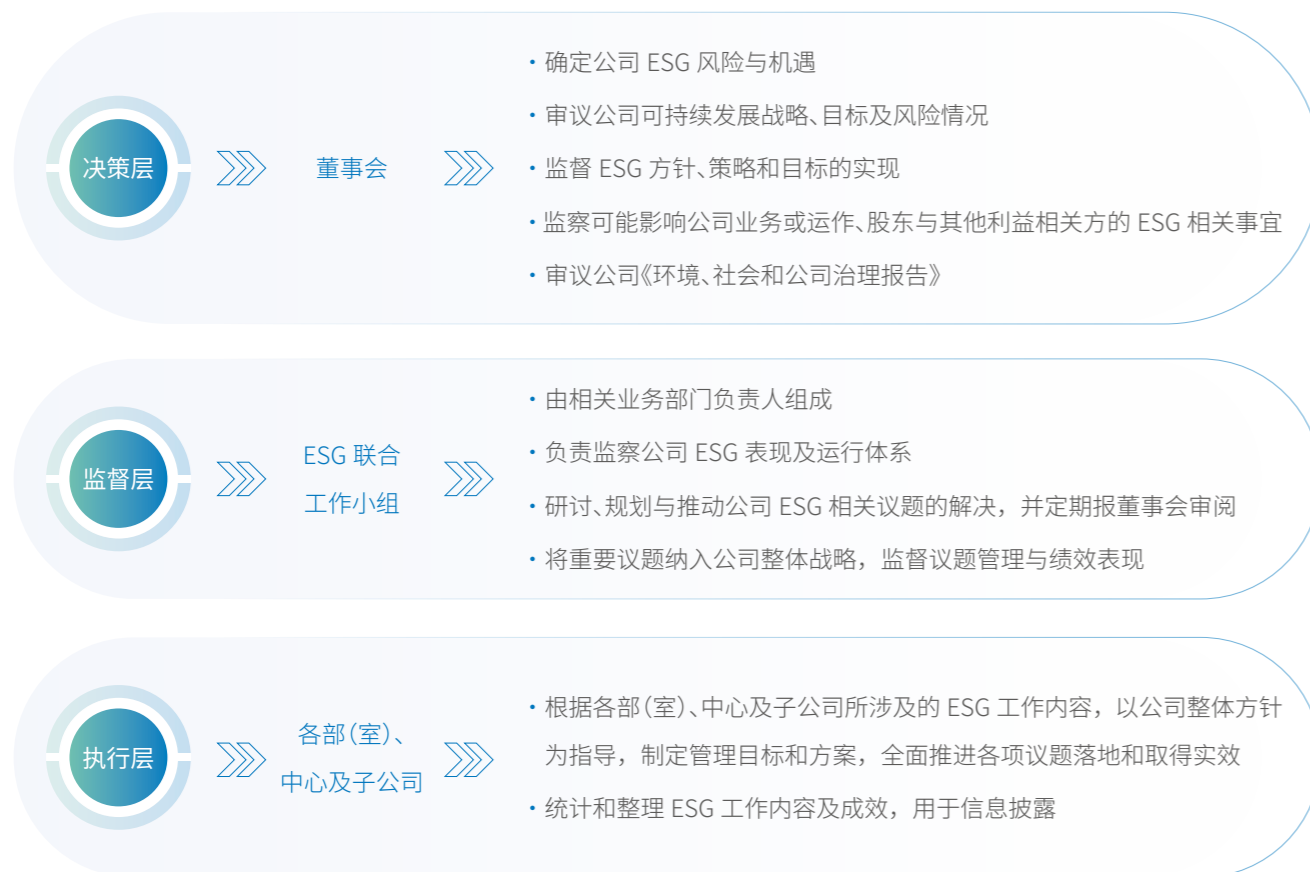 决策层
董事会
· 确定公司 ESG 风险与机遇
· 审议公司可持续发展战略、目标及风险情况
· 监督 ESG 方针、策略和目标的实现
· 监察可能影响公司业务或运作、股东与其他利益相关方的 ESG 相关事宜
· 审议公司《环境、社会和公司治理报告》
监督层
ESG 联合
工作小组
· 由相关业务部门负责人组成
· 负责监察公司 ESG 表现及运行体系
· 研讨、规划与推动公司 ESG 相关议题的解决，并定期报董事会审阅
· 将重要议题纳入公司整体战略，监督议题管理与绩效表现
执行层
各部（室）、
中心及子公司
· 根据各部（室）、中心及子公司所涉及的 ESG 工作内容，以公司整体方针
为指导，制定管理目标和方案，全面推进各项议题落地和取得实效
· 统计和整理 ESG 工作内容及成效，用于信息披露